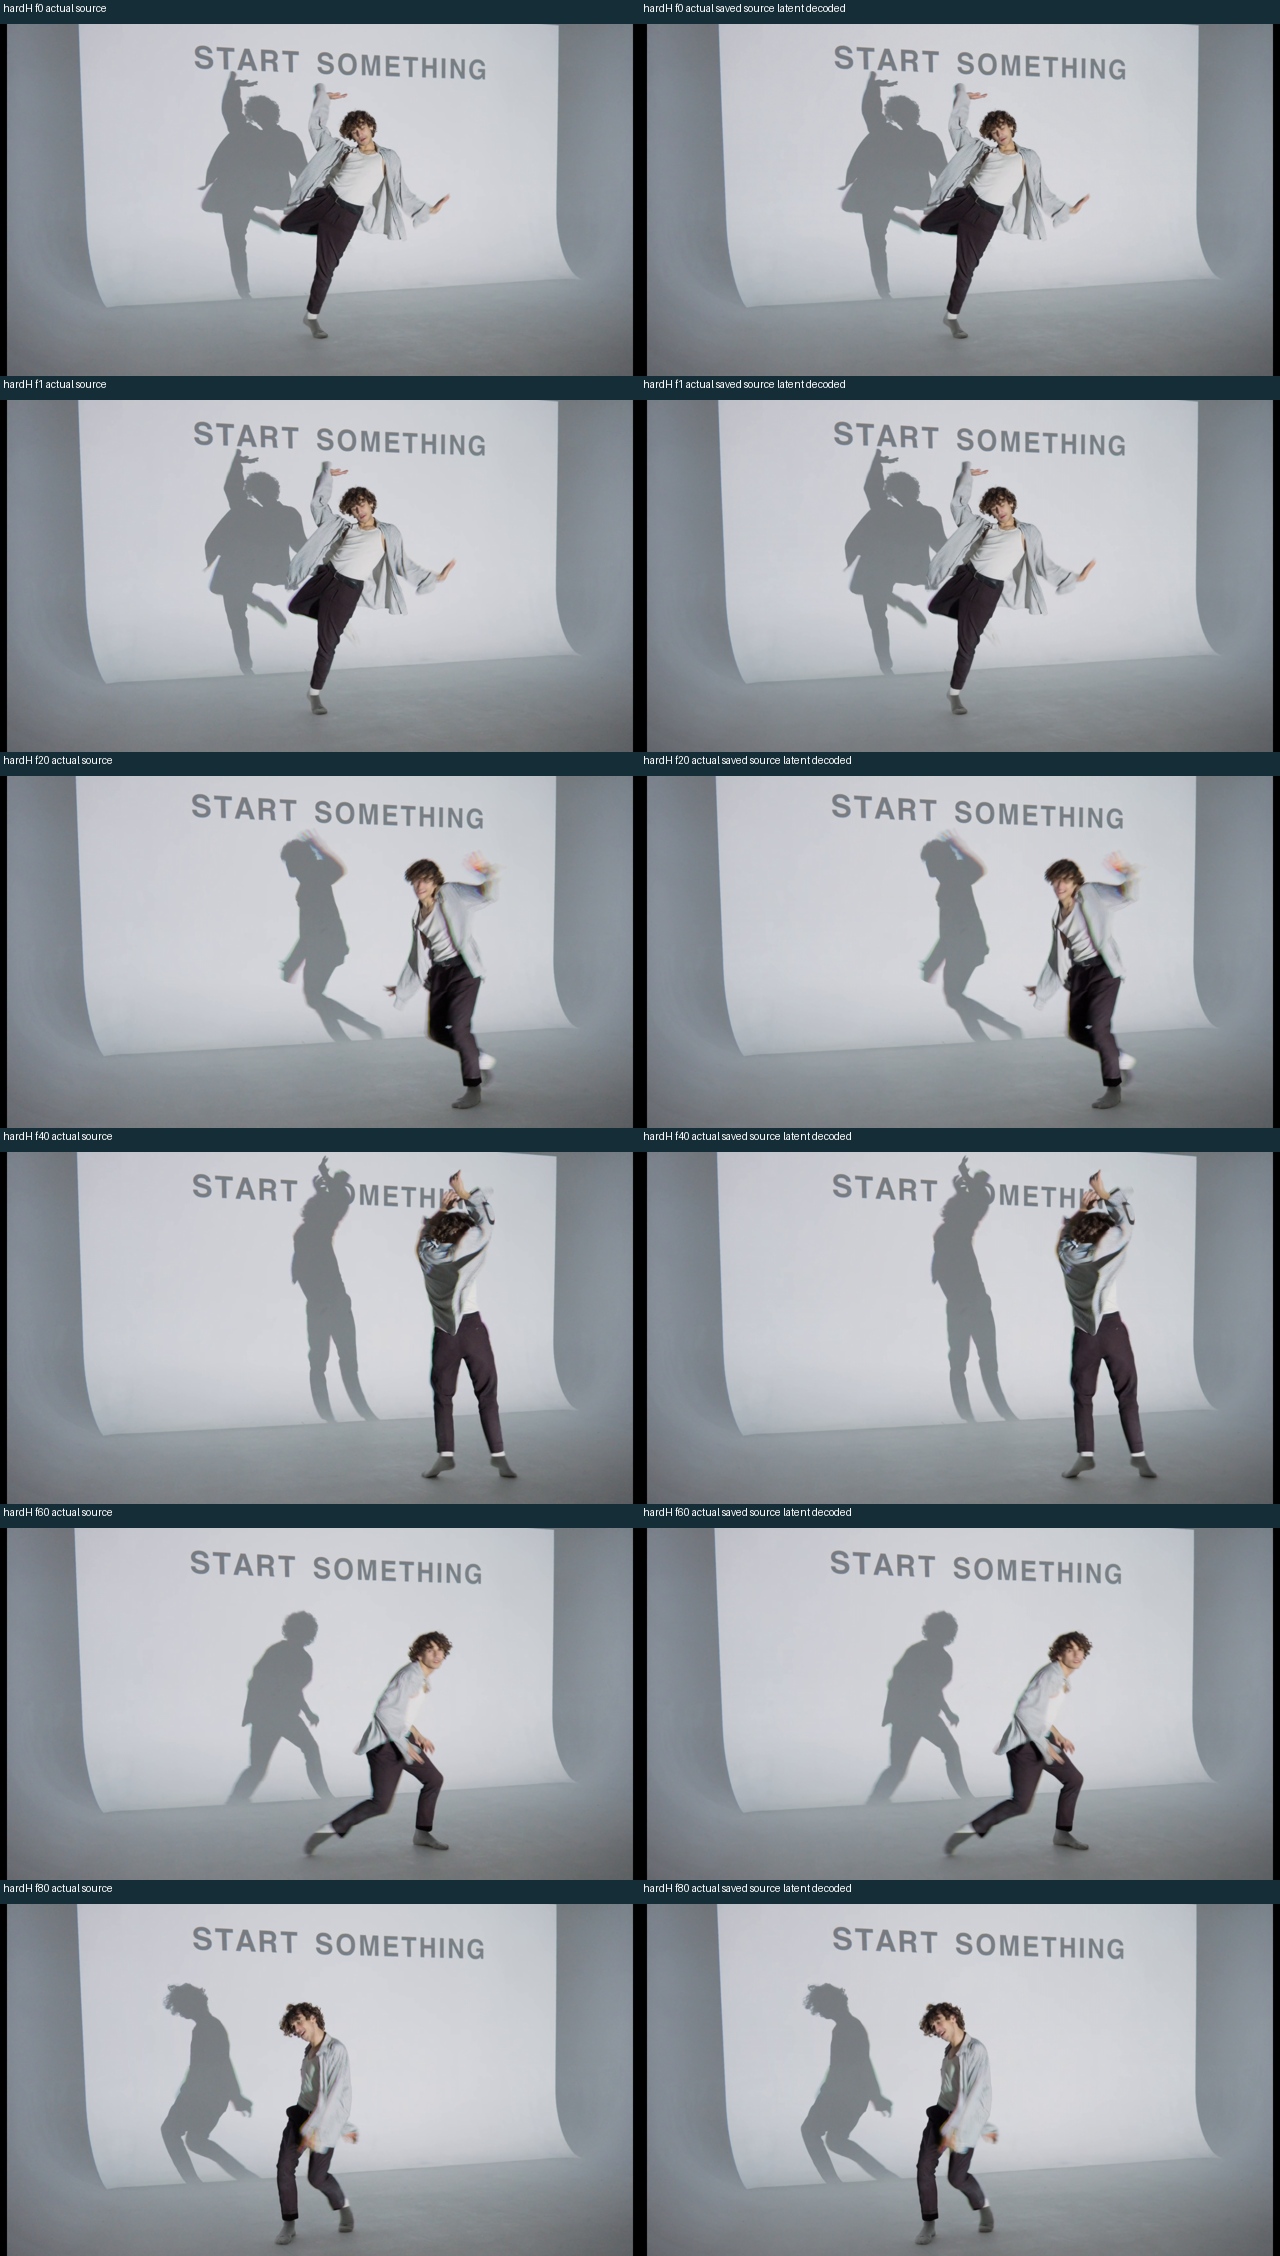 hardH f0 actual source
hardH f0 actual saved source latent decoded
START SOMETHING
START SOMETHING
hardH f1 actual source
hardH f1 actual saved source latent decoded
START SOMETHING
START SOMETHING
hardH f20 actual source
hardH f20 actual saved source latent decoded
START SOMETHING
START SOMETHING
hardH f40 actual source
hardH f40 actual saved source latent decoded
START
START
hardH f60 actual source
hardH f60 actual saved source latent decoded
START SOMETHING
START SOMETHING
hardH f80 actual source
hardH f80 actual saved source latent decoded
START SOMETHING
START SOMETHING